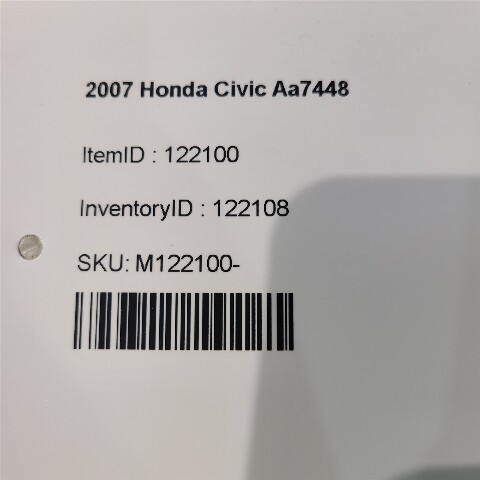 2007 Honda Civic Aa7448
ItemID : 122100
InventoryID : 122108
SKU: M122100-